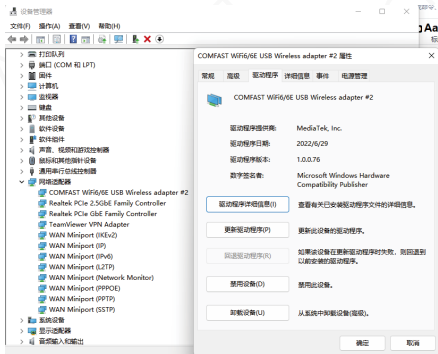 设备管理器
文件(F) 操作(A) 查看(V) 帮助(H)
打印队列
端口 (COM 和 LPT)
固件
计算机
监视器
键盘
其他设备
软件设备
软件组件
声音、视频和游戏控制器
鼠标和其他指针设备
通用串行总线控制器
网络适配器
COMFAST WiFi6/6E USB Wireless adapter #2
Realtek PCIe 2.5GbE Family Controller
Realtek PCIe GbE Family Controller
TeamViewer VPN Adapter
WAN Miniport (IKEv2)
WAN Miniport (IP)
WAN Miniport (IPv6)
WAN Miniport (L2TP)
WAN Miniport (Network Monitor)
WAN Miniport (PPPOE)
WAN Miniport (PPTP)
WAN Miniport (SSTP)
系统设备
显示适配器
音频输入和输出
COMFAST WiFi6/6E USB Wireless adapter #2 属性
常规 高级 驱动程序 详细信息 事件 电源管理
COMFAST WiFi6/6E USB Wireless adapter #2
驱动程序提供商: MediaTek, Inc.
驱动程序日期: 2022/6/29
驱动程序版本: 1.0.0.76
数字签名者: Microsoft Windows Hardware
Compatibility Publisher
驱动程序详细信息(I) 查看有关已安装驱动程序文件的详细信息。
更新驱动程序(P) 更新此设备的驱动程序。
回退驱动程序(R) 如果该设备在更新驱动程序时失败，则回退到
以前安装的驱动程序。
禁用设备(D) 禁用此设备。
卸载设备(U) 从系统中卸载设备(高级)。
确定 取消